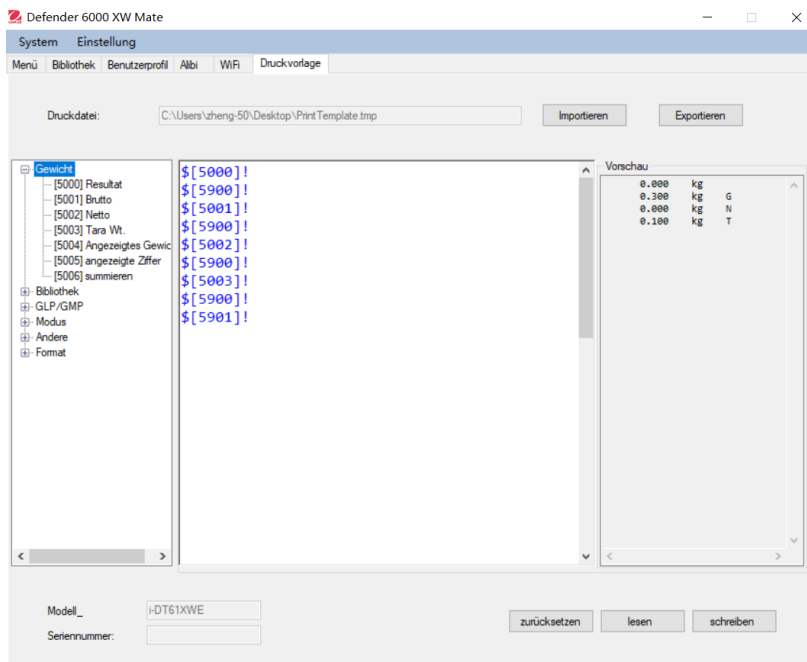 Defender 6000 XW Mate
System Einstellung
Menü Bibliothek Benutzerprofil Alibi WiFi Druckvorlage
Druckdatei: C:\Users\zheng-50\Desktop\PrintTemplate.tmp Importieren Exportieren
Gewicht
[5000] Resultat
[5001] Brutto
[5002] Netto
[5003] Tara Wt.
[5004] Angezeigtes Gewic
[5005] angezeigte Ziffer
[5006] summieren
Bibliothek
GLP/GMP
Modus
Andere
Format
$[5000]!
$[5900]!
$[5001]!
$[5900]!
$[5002]!
$[5900]!
$[5003]!
$[5900]!
$[5901]!
Vorschau
0.000 kg
0.300 kg G
0.000 kg N
0.100 kg T
Modell_ i-DT61XWE
Seriennummer:
zurücksetzen lesen schreiben